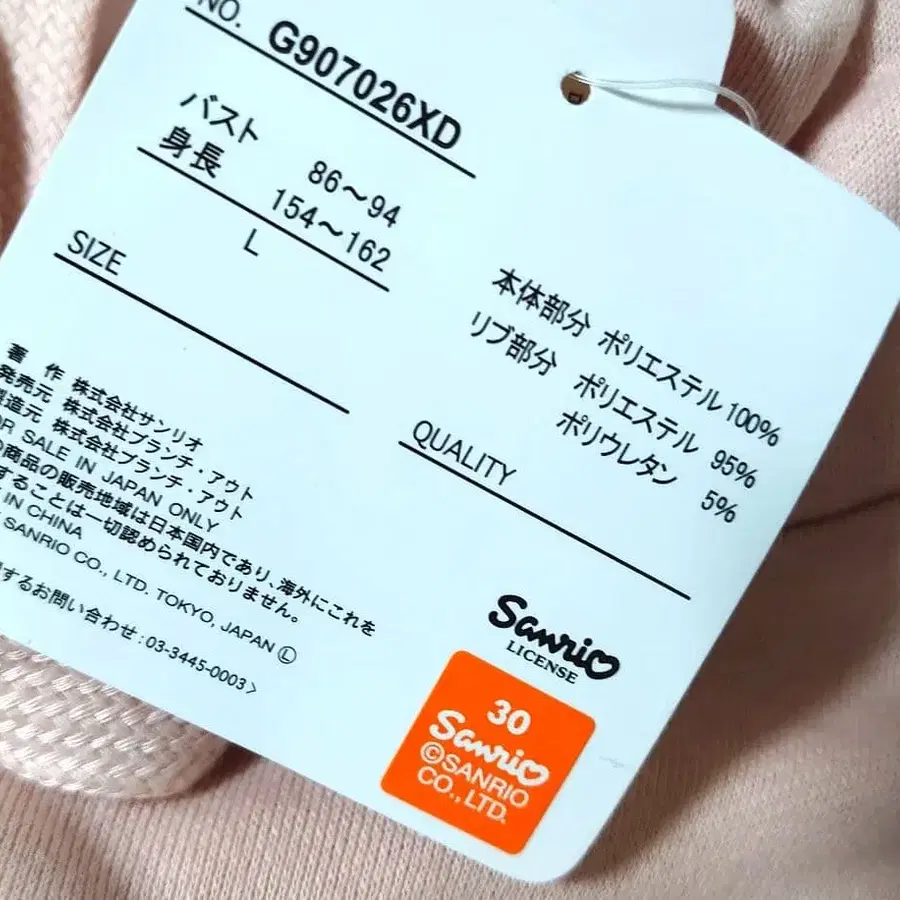 NO. G907026XD
バスト 86～94
身長 154～162
L
SIZE
本体部分 ポリエステル 100%
リブ部分 ポリエステル 95%
ポリウレタン 5%
QUALITY
著 作 株式会社サンリオ
発売元 株式会社ブランチ・アウト
製造元 株式会社ブランチ・アウト
OR SALE IN JAPAN ONLY
の商品の販売地域は日本国内であり、海外にこれを
することは一切認められておりません。
IN CHINA
SANRIO CO., LTD. TOKYO, JAPAN Ⓛ
するお問い合わせ:03-3445-0003>
Sanrio
LICENSE
30
Sanrio
©SANRIO
CO.,LTD.